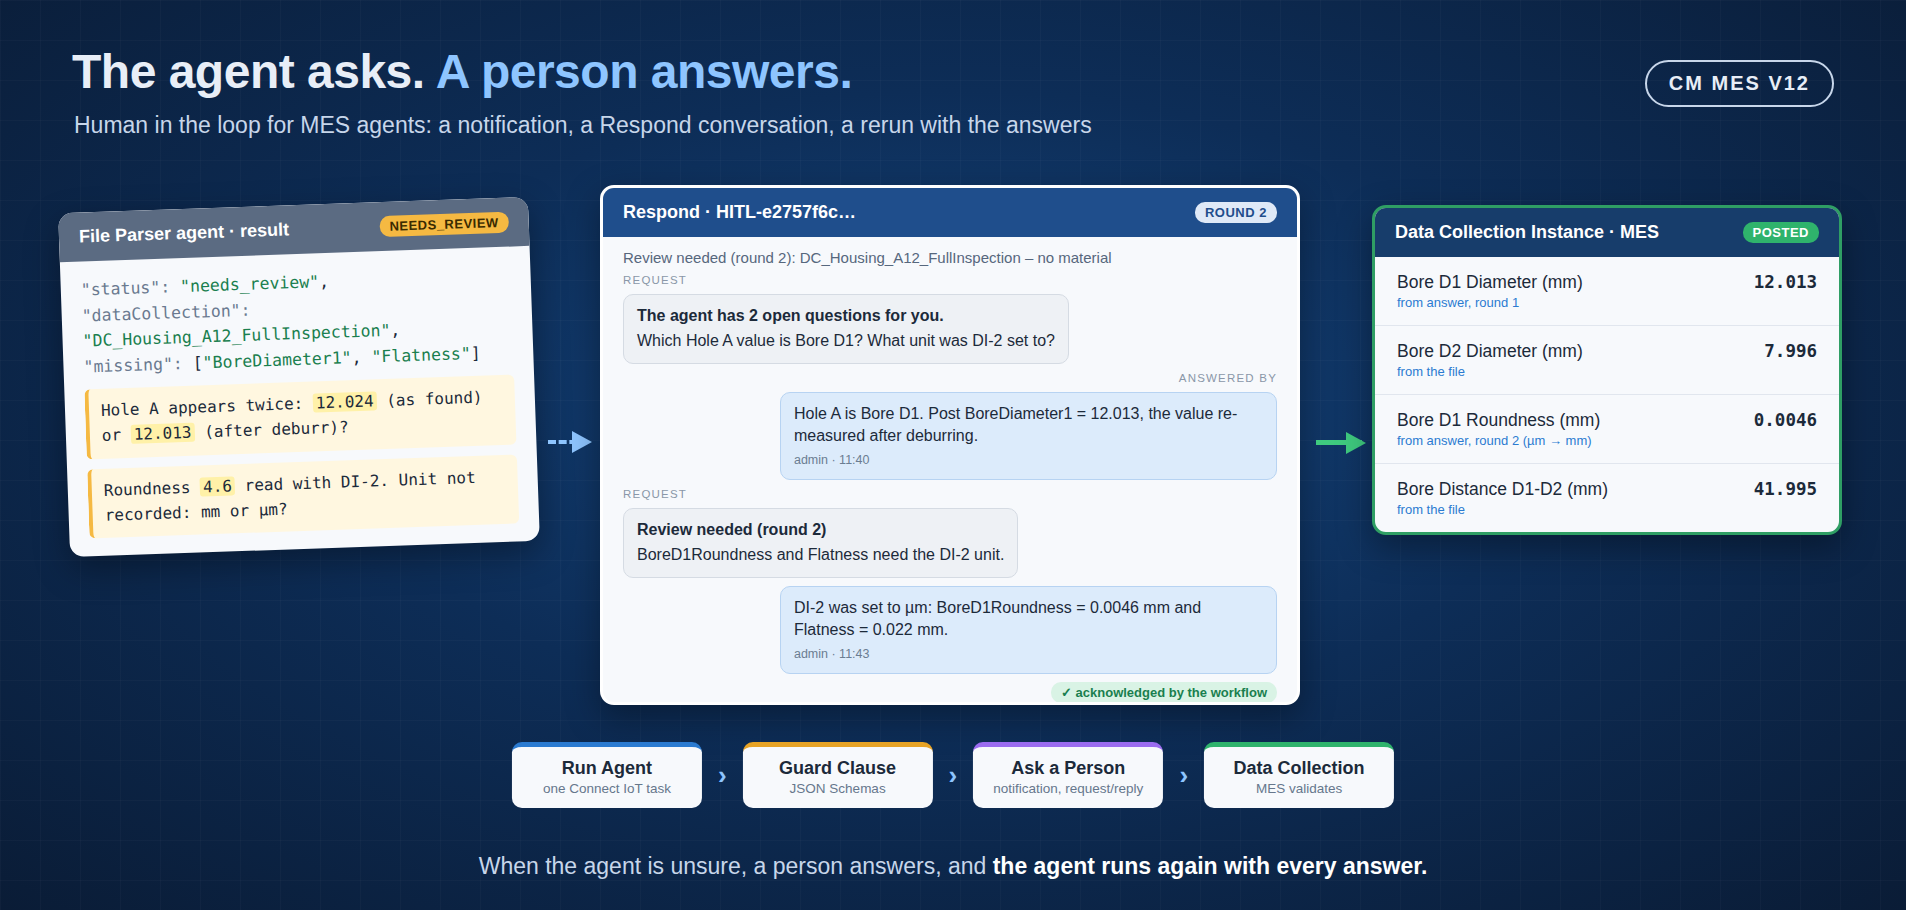 The agent asks. A person answers.
CM MES V12
Human in the loop for MES agents: a notification, a Respond conversation, a rerun with the answers
File Parser agent · result
NEEDS_REVIEW
"status": "needs_review",
"dataCollection":
"DC_Housing_A12_FullInspection",
"missing": ["BoreDiameter1", "Flatness"]
Hole A appears twice: 12.024 (as found)
or 12.013 (after deburr)?
Roundness 4.6 read with DI-2. Unit not
recorded: mm or µm?
Respond · HITL-e2757f6c…
ROUND 2
Review needed (round 2): DC_Housing_A12_FullInspection – no material
REQUEST
The agent has 2 open questions for you.
Which Hole A value is Bore D1? What unit was DI-2 set to?
ANSWERED BY
Hole A is Bore D1. Post BoreDiameter1 = 12.013, the value re-
measured after deburring.
admin · 11:40
REQUEST
Review needed (round 2)
BoreD1Roundness and Flatness need the DI-2 unit.
DI-2 was set to µm: BoreD1Roundness = 0.0046 mm and
Flatness = 0.022 mm.
admin · 11:43
✓ acknowledged by the workflow
Data Collection Instance · MES
POSTED
Bore D1 Diameter (mm)
12.013
from answer, round 1
Bore D2 Diameter (mm)
7.996
from the file
Bore D1 Roundness (mm)
0.0046
from answer, round 2 (µm → mm)
Bore Distance D1-D2 (mm)
41.995
from the file
Run Agent
one Connect IoT task
›
Guard Clause
JSON Schemas
›
Ask a Person
notification, request/reply
›
Data Collection
MES validates
When the agent is unsure, a person answers, and the agent runs again with every answer.